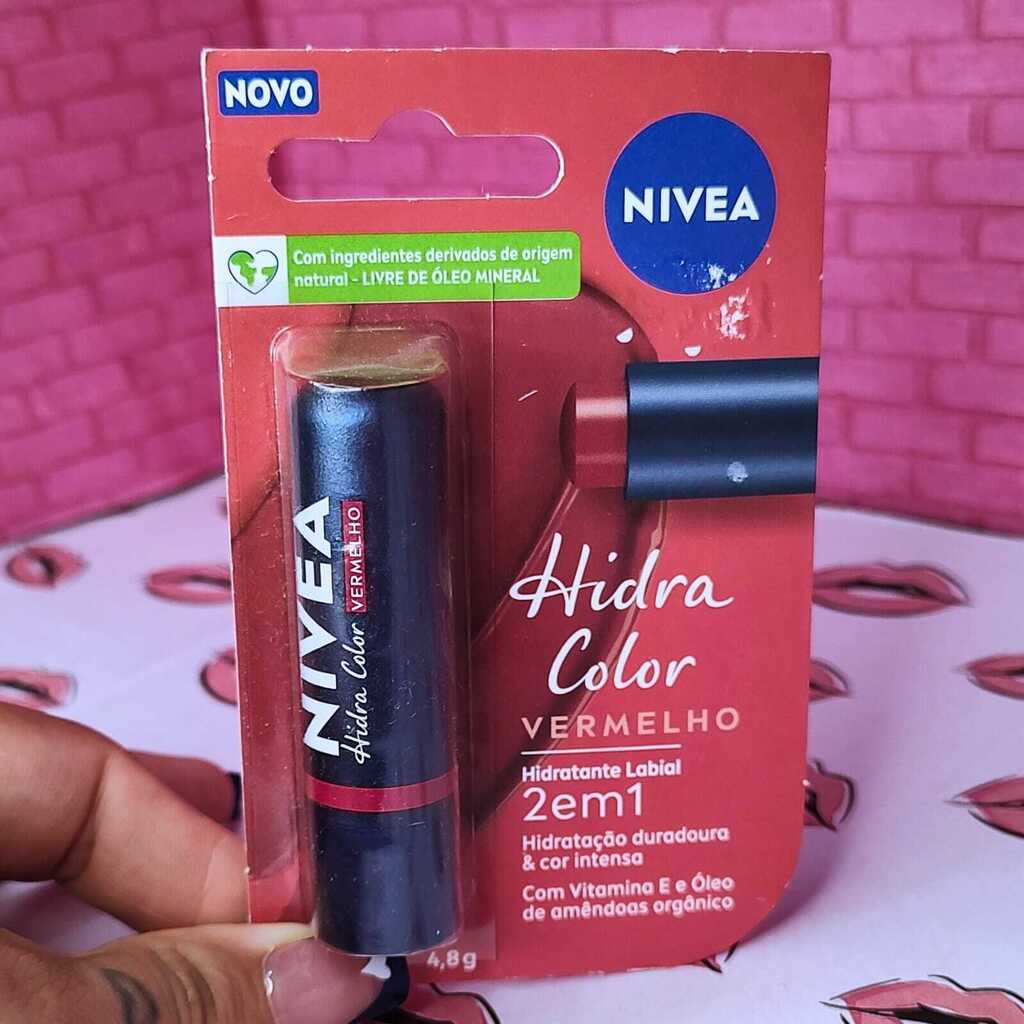 NOVO
NIVEA
Com ingredientes derivados de origem
natural - LIVRE DE ÓLEO MINERAL
NIVEA
Hidra Color VERMELHO
Hidra
Color
VERMELHO
Hidratante Labial
2em1
Hidratação duradoura
& cor intensa
Com Vitamina E e Óleo
de amêndoas orgânico
4,8g